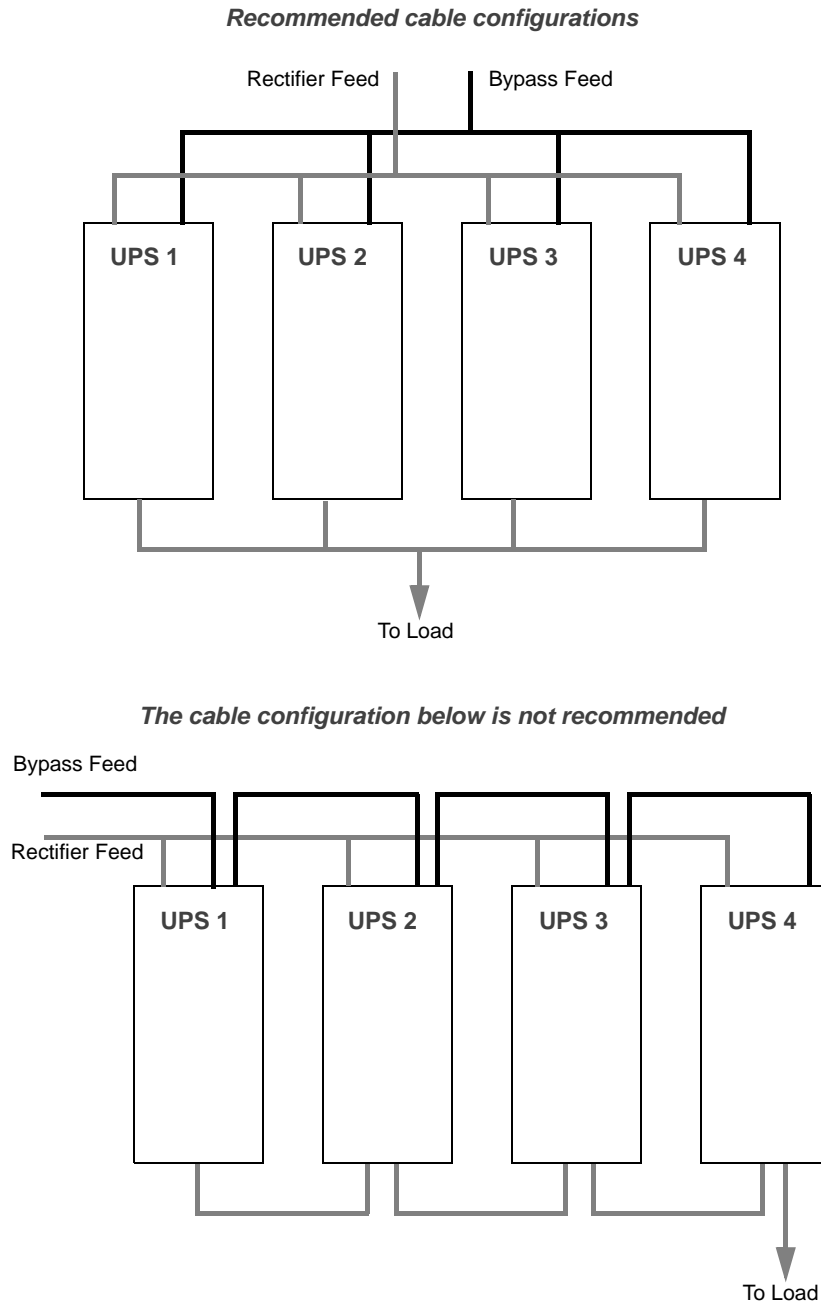 Recommended cable configurations
Rectifier Feed
Bypass Feed
UPS 1
UPS 2
UPS 3
UPS 4
To Load
The cable configuration below is not recommended
Bypass Feed
Rectifier Feed
UPS 1
UPS 2
UPS 3
UPS 4
To Load